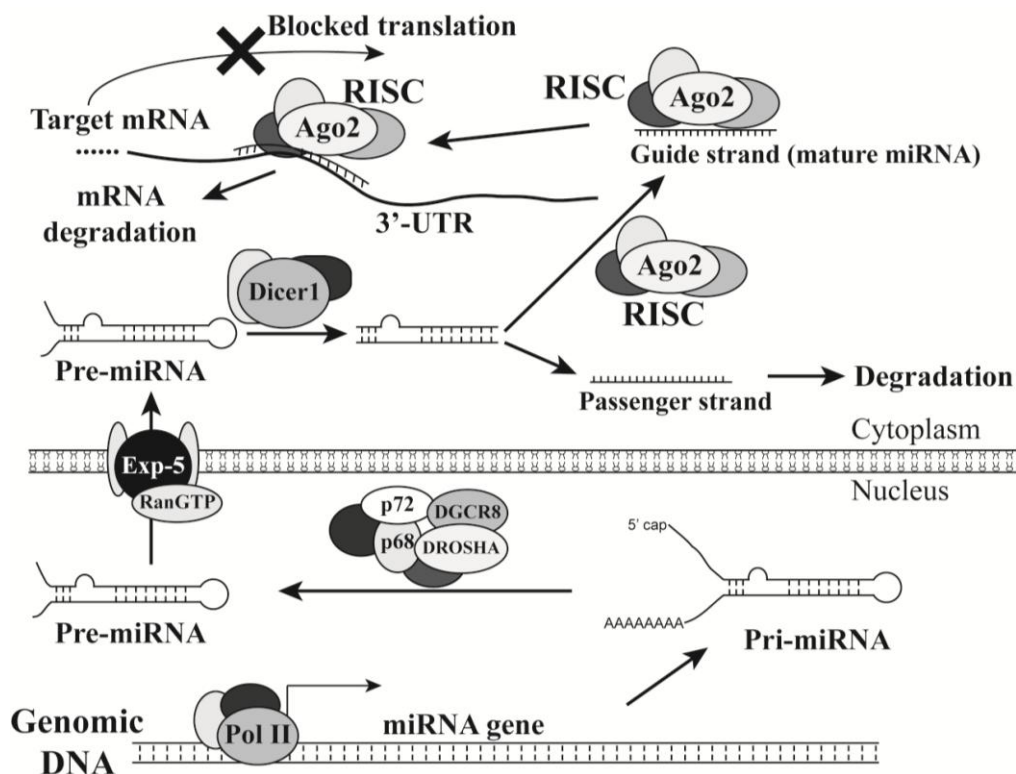 Blocked translation
RISC
Ago2
Target mRNA
......
mRNA
degradation
3'-UTR
RISC
Ago2
Guide strand (mature miRNA)
Ago2
RISC
Dicer1
Pre-miRNA
Passenger strand
Degradation
Cytoplasm
Nucleus
Exp-5
RanGTP
p72
DGCR8
p68
DROSHA
5' cap
AAAAAAAA
Pre-miRNA
Pri-miRNA
Genomic
DNA
Pol II
miRNA gene